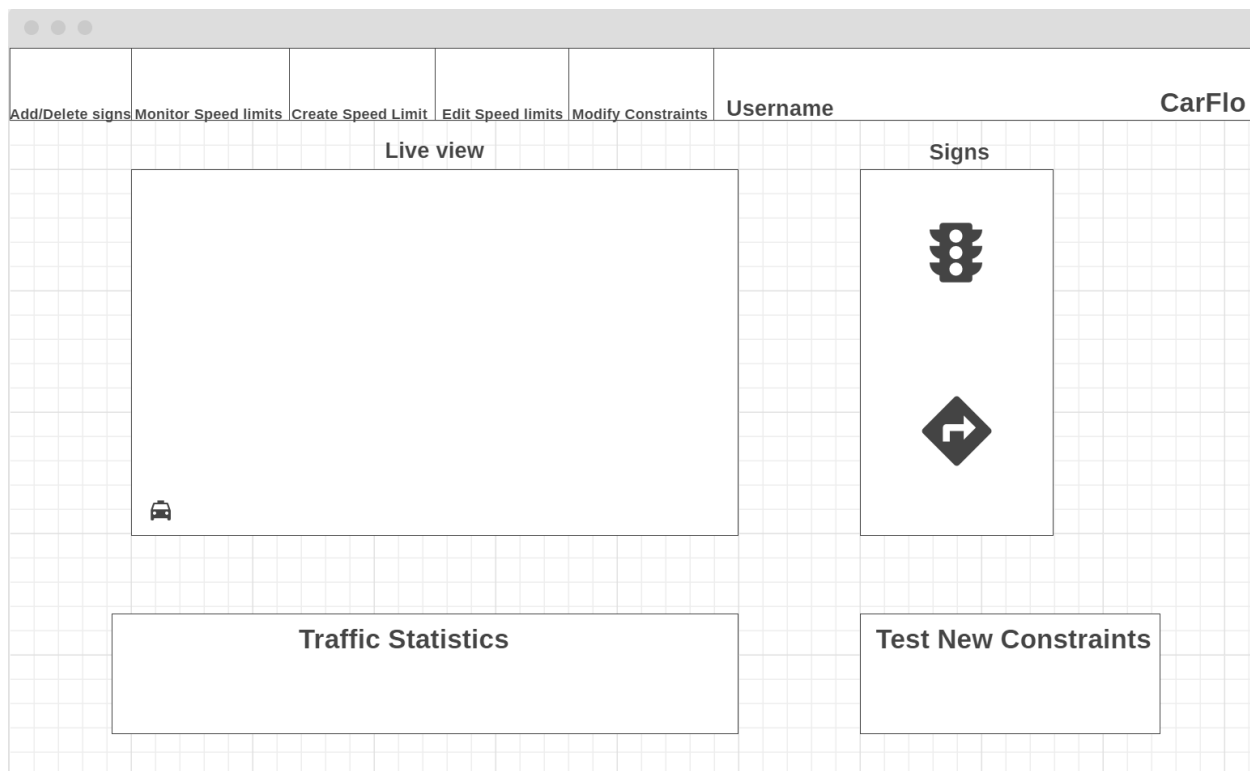 Add/Delete signs Monitor Speed limits Create Speed Limit Edit Speed limits Modify Constraints Username CarFlo
Live view Signs
Traffic Statistics Test New Constraints